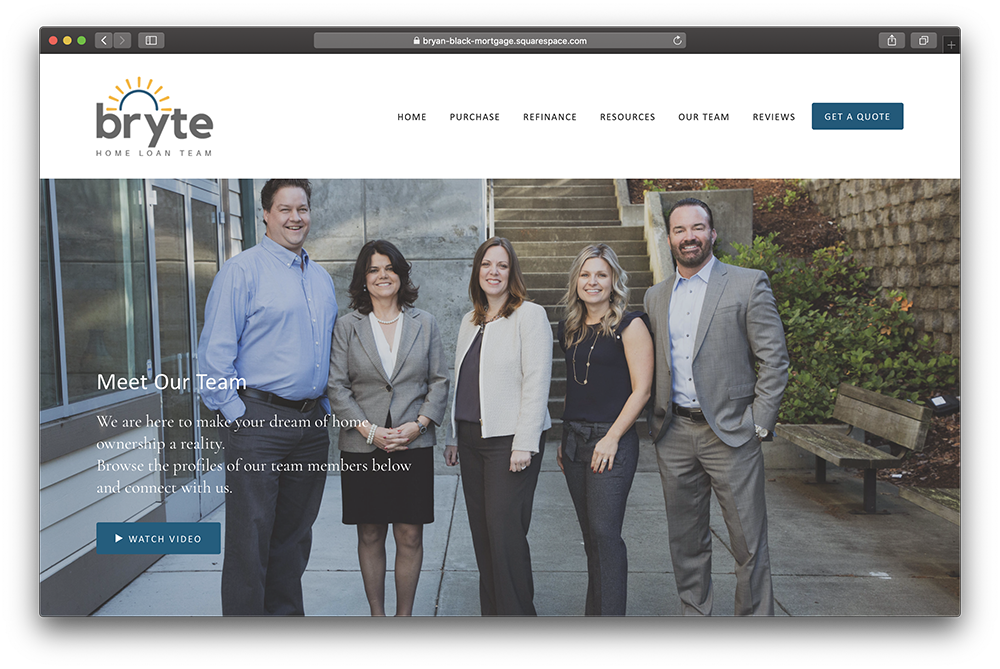 bryan-black-mortgage.squarespace.com
bryte
HOME LOAN TEAM
HOME PURCHASE REFINANCE RESOURCES OUR TEAM REVIEWS GET A QUOTE
Meet Our Team
We are here to make your dream of home
ownership a reality.
Browse the profiles of our team members below
and connect with us.
WATCH VIDEO